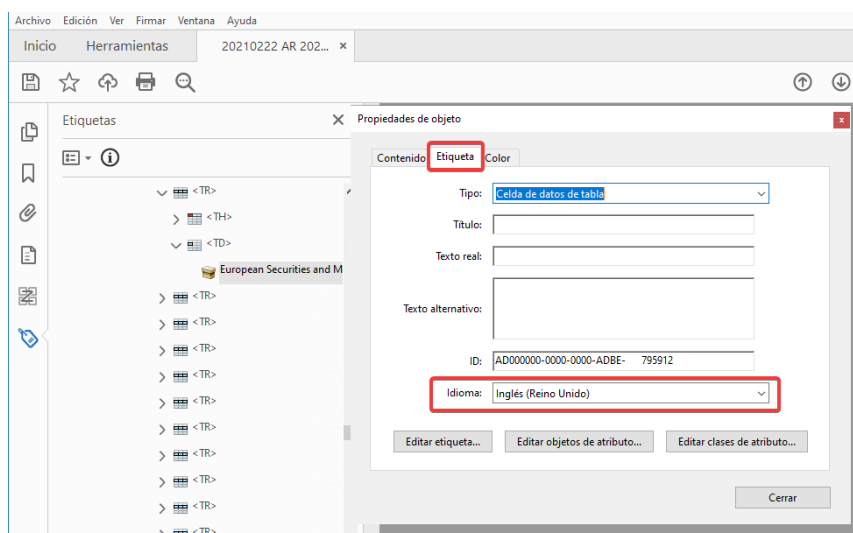 Archivo Edición Ver Firmar Ventana Ayuda
Inicio Herramientas 20210222 AR 202... ×
Etiquetas
Propiedades de objeto
Contenido Etiqueta Color
Tipo: Celda de datos de tabla
Título:
Texto real:
Texto alternativo:
ID: AD000000-0000-0000-ADBE- 795912
Idioma: Inglés (Reino Unido)
Editar etiqueta... Editar objetos de atributo... Editar clases de atributo...
Cerrar
<TR>
<TH>
<TD>
European Securities and M
<TR>
<TR>
<TR>
<TR>
<TR>
<TR>
<TR>
<TR>
<TR>
<TR>